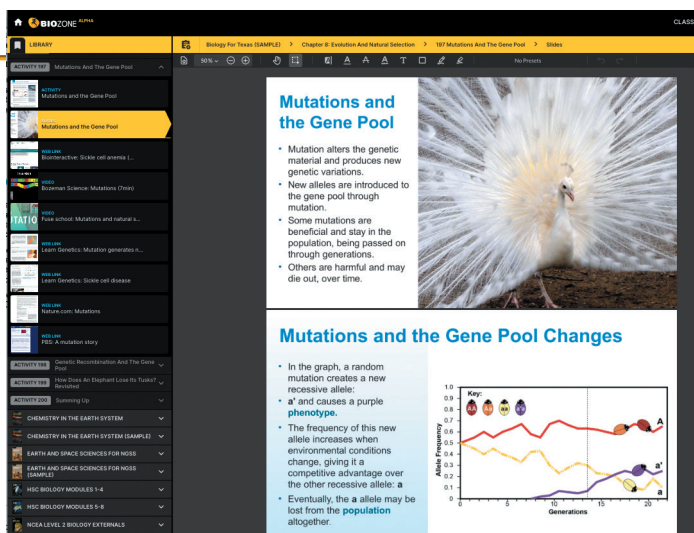 BIOZONE ALPHA
CLASS
LIBRARY
Biology For Texas (SAMPLE) > Chapter 8: Evolution And Natural Selection > 197 Mutations And The Gene Pool > Slides
50%
No Presets
ACTIVITY 197 Mutations And The Gene Pool
ACTIVITY
Mutations and the Gene Pool
Mutations and the Gene Pool
WEB LINK
Biointeractive: Sickle cell anemia (...
VIDEO
Bozeman Science: Mutations (7min)
VIDEO
Fuse school: Mutations and natural s...
WEB LINK
Learn Genetics: Mutation generates n...
WEB LINK
Learn Genetics: Sickle cell disease
WEB LINK
Nature.com; Mutations
WEB LINK
PBS: A mutation story
ACTIVITY 198 Genetic Recombination And The Gene
Pool
ACTIVITY 199 How Does An Elephant Lose Its Tusks?
Revisited
ACTIVITY 200 Summing Up
CHEMISTRY IN THE EARTH SYSTEM
CHEMISTRY IN THE EARTH SYSTEM (SAMPLE)
EARTH AND SPACE SCIENCES FOR NGSS
EARTH AND SPACE SCIENCES FOR NGSS
(SAMPLE)
HSC BIOLOGY MODULES 1-4
HSC BIOLOGY MODULES 5-8
NCEA LEVEL 2 BIOLOGY EXTERNALS
Mutations and
the Gene Pool
• Mutation alters the genetic
material and produces new
genetic variations.
• New alleles are introduced to
the gene pool through
mutation.
• Some mutations are
beneficial and stay in the
population, being passed on
through generations.
• Others are harmful and may
die out, over time.
Mutations and the Gene Pool Changes
• In the graph, a random
mutation creates a new
recessive allele:
• a' and causes a purple
phenotype.
• The frequency of this new
allele increases when
environmental conditions
change, giving it a
competitive advantage over
the other recessive allele: a
• Eventually, the a allele may be
lost from the population
altogether.
Key:
AA Aa aa a'a'
Allele Frequency
1.0
0.9
0.8
0.7
0.6
0.5
0.4
0.3
0.2
0.1
0
0 5 10 15 20
Generations
A
a'
a